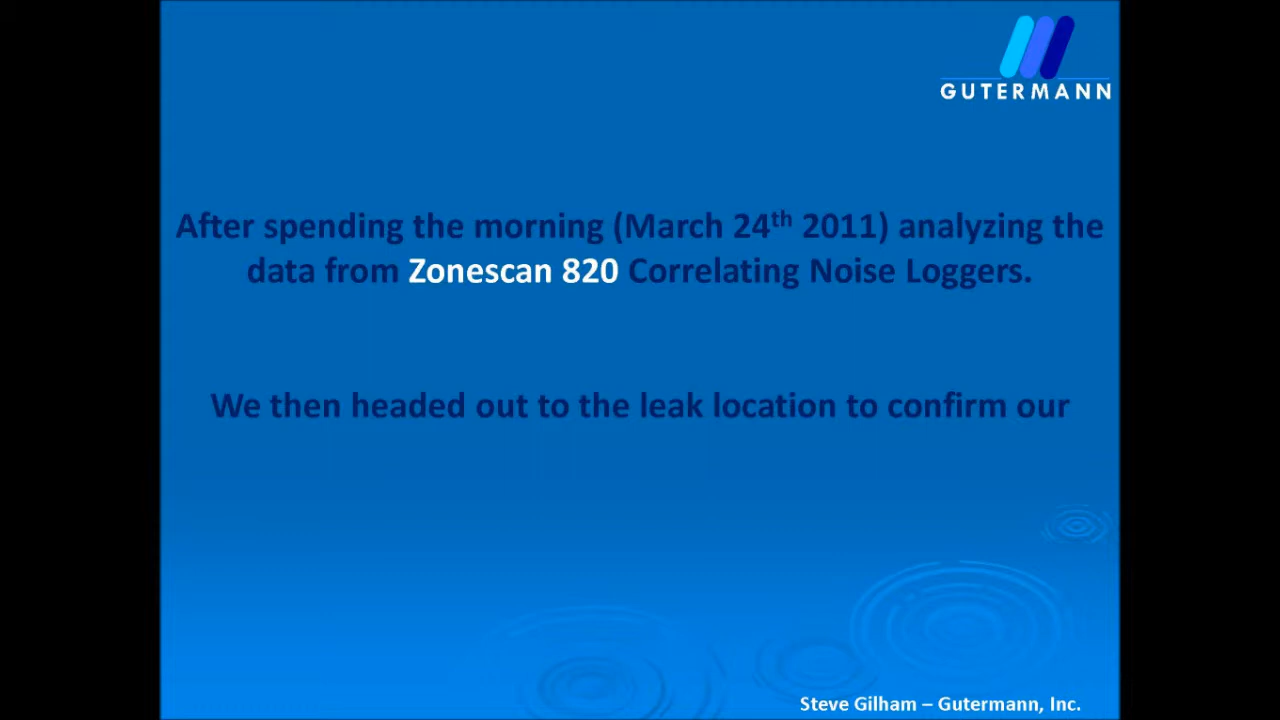 GUTERMANN
After spending the morning (March 24th 2011) analyzing the
data from Zonescan 820 Correlating Noise Loggers.
We then headed out to the leak location to confirm our
Steve Gilham – Gutermann, Inc.